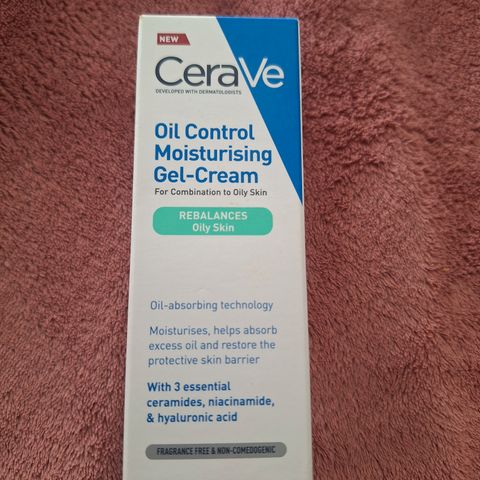 NEW
CeraVe
DEVELOPED WITH DERMATOLOGISTS
Oil Control
Moisturising
Gel-Cream
For Combination to Oily Skin
REBALANCES
Oily Skin
Oil-absorbing technology
Moisturises, helps absorb
excess oil and restore the
protective skin barrier
With 3 essential
ceramides, niacinamide,
& hyaluronic acid
FRAGRANCE FREE & NON-COMEDOGENIC